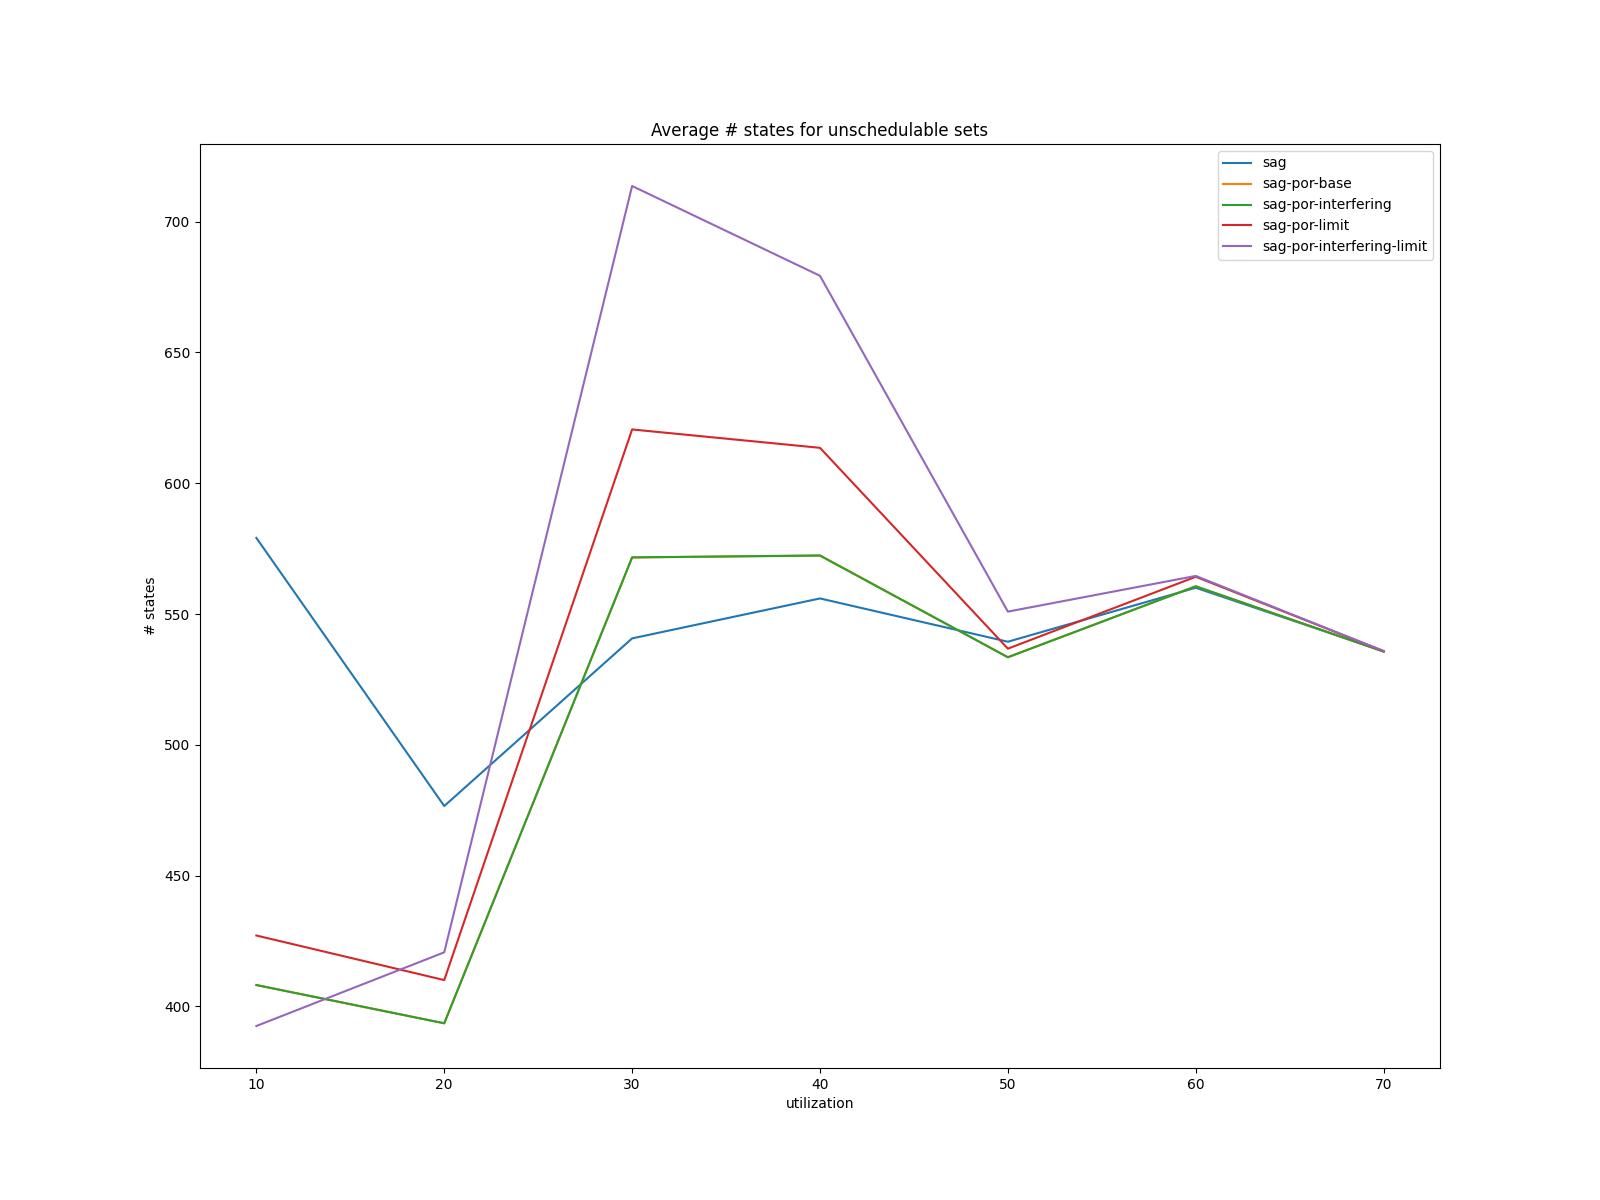 Average # states for unschedulable sets
sag
sag-por-base
sag-por-interfering
sag-por-limit
sag-por-interfering-limit
# states
700
650
600
550
500
450
400
10 20 30 40 50 60 70
utilization